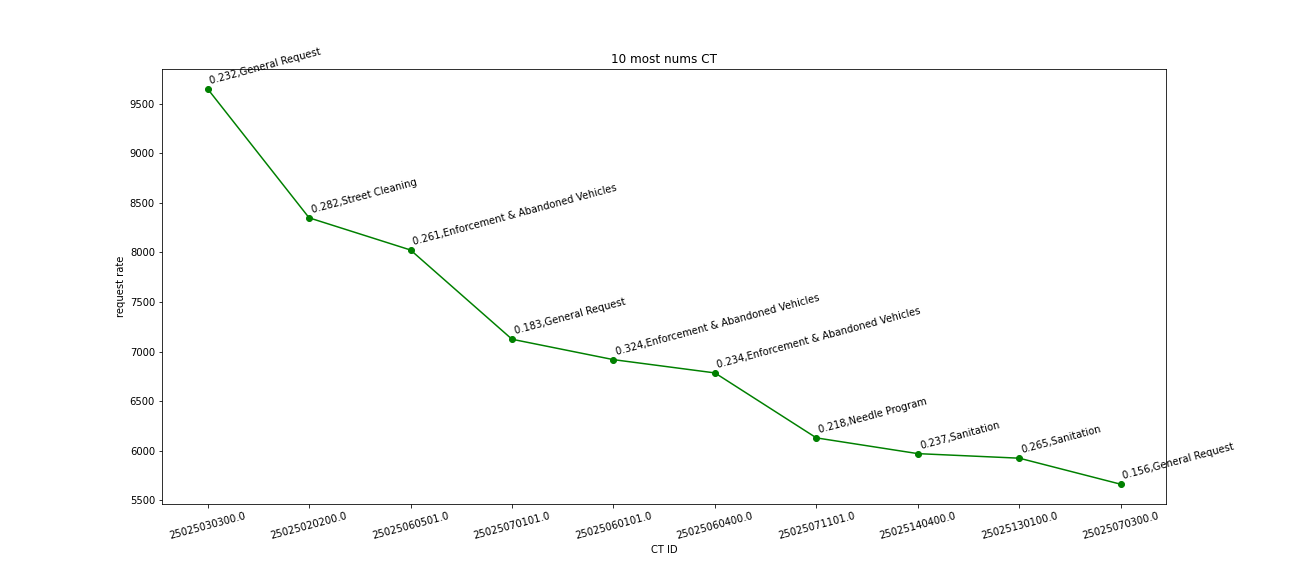 10 most nums CT
0.232,General Request
0.282,Street Cleaning
0.261,Enforcement & Abandoned Vehicles
0.183,General Request
0.324,Enforcement & Abandoned Vehicles
0.234,Enforcement & Abandoned Vehicles
0.218,Needle Program
0.237,Sanitation
0.265,Sanitation
0.156,General Request
request rate
9500
9000
8500
8000
7500
7000
6500
6000
5500
25025030300.0
25025020200.0
25025060501.0
25025070101.0
25025060101.0
25025060400.0
25025071101.0
25025140400.0
25025130100.0
25025070300.0
CT ID